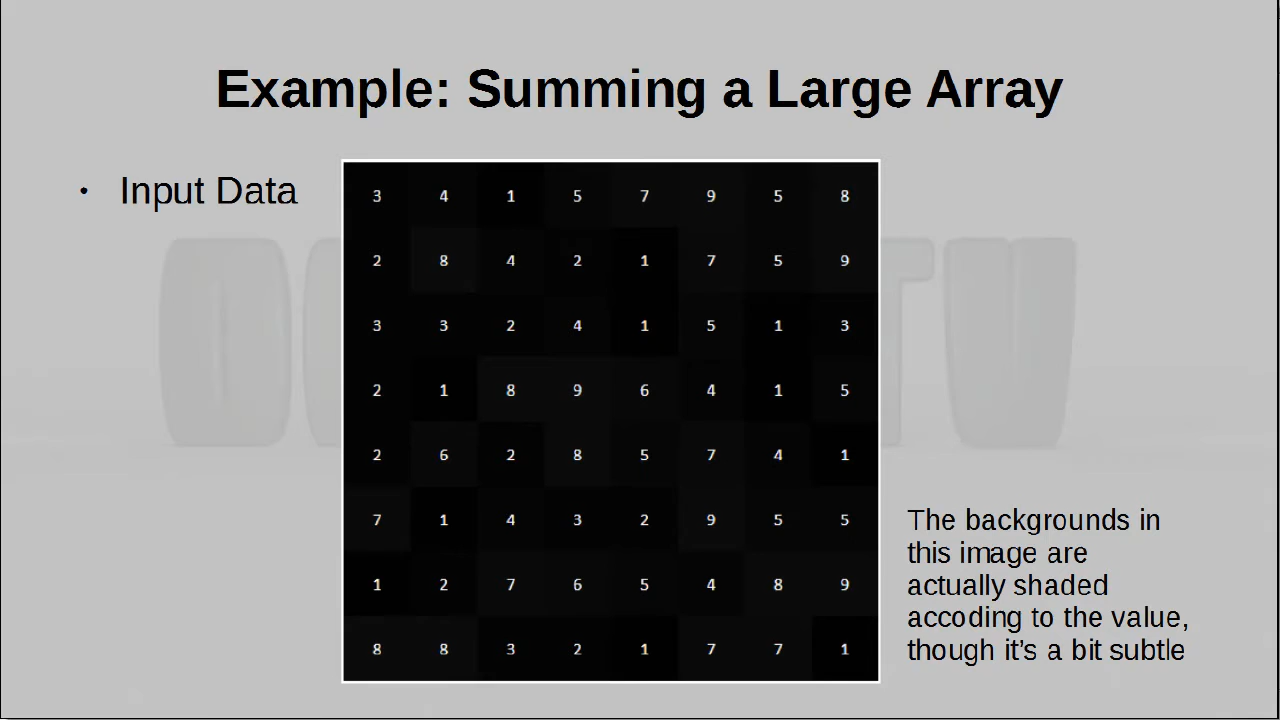 Example: Summing a Large Array
• Input Data
3 4 1 5 7 9 5 8
2 8 4 2 1 7 5 9
3 3 2 4 1 5 1 3
2 1 8 9 6 4 1 5
2 6 2 8 5 7 4 1
7 1 4 3 2 9 5 5
1 2 7 6 5 4 8 9
8 8 3 2 1 7 7 1
The backgrounds in
this image are
actually shaded
accoding to the value,
though it’s a bit subtle